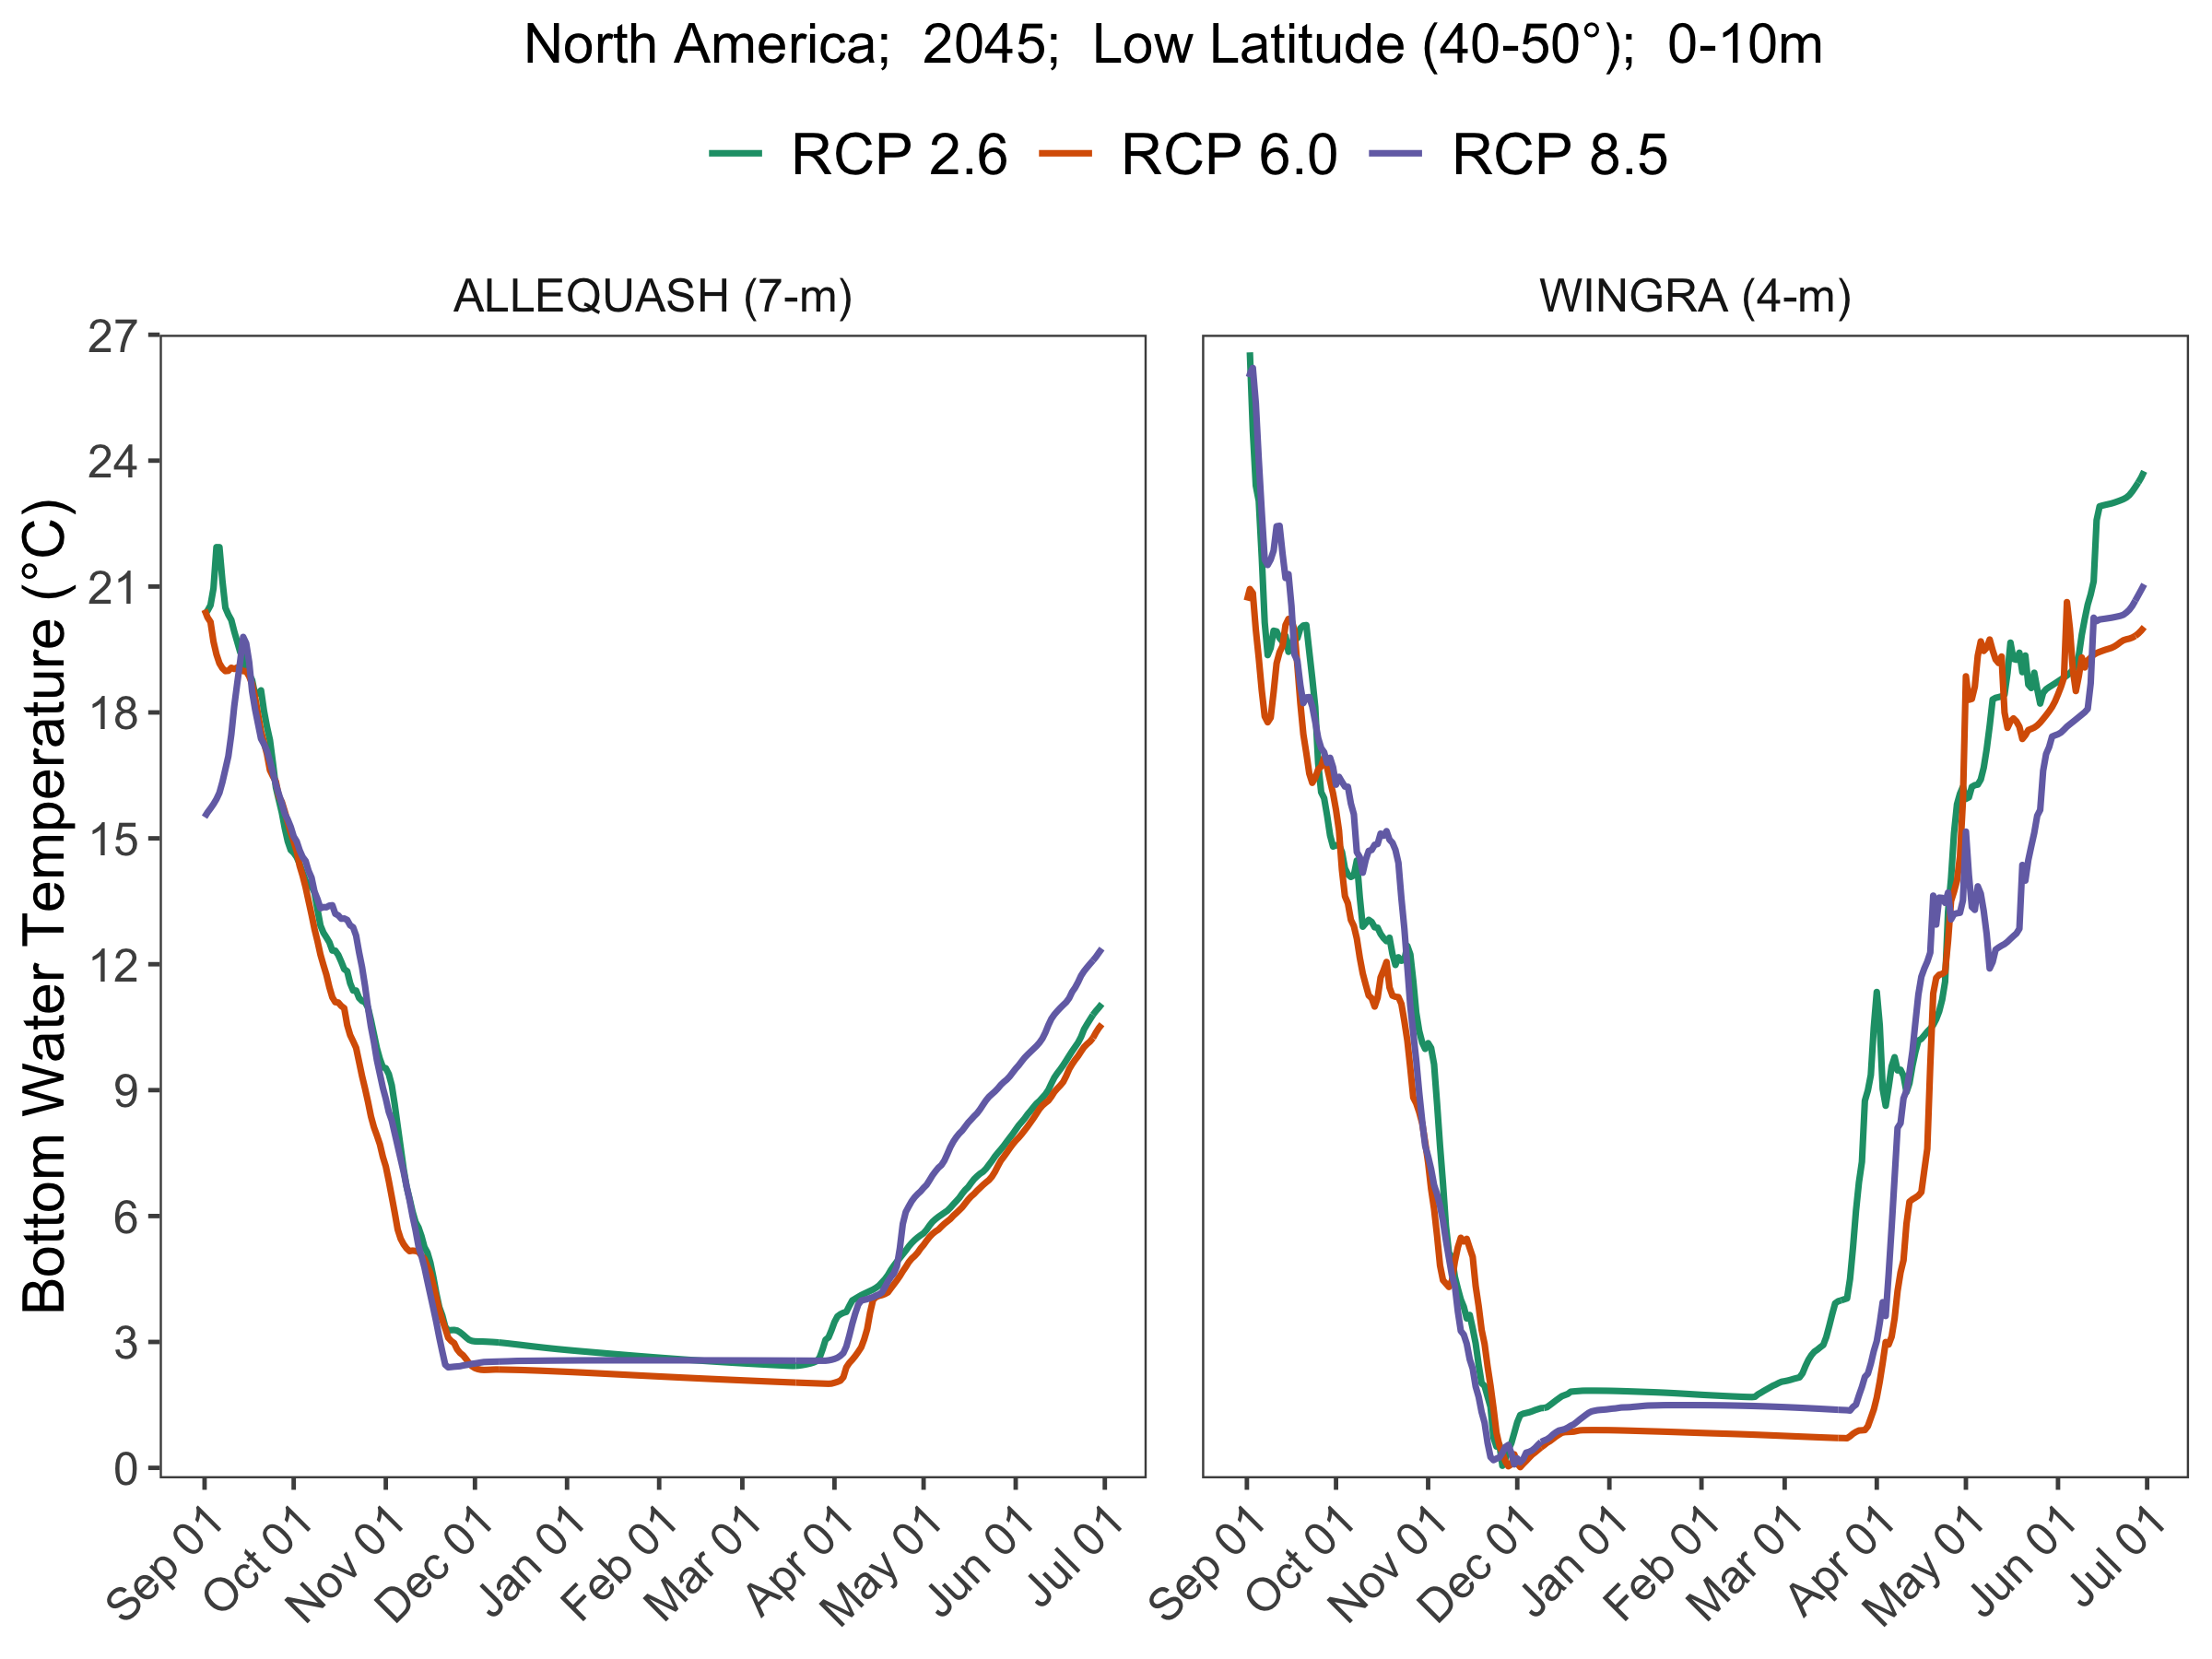 North America;  2045;  Low Latitude (40-50°);  0-10m
RCP 2.6 RCP 6.0 RCP 8.5
ALLEQUASH (7-m)
WINGRA (4-m)
Bottom Water Temperature (°C)
27
24
21
18
15
12
9
6
3
0
Sep 01 Oct 01 Nov 01 Dec 01 Jan 01 Feb 01 Mar 01 Apr 01 May 01 Jun 01 Jul 01
Sep 01 Oct 01 Nov 01 Dec 01 Jan 01 Feb 01 Mar 01 Apr 01 May 01 Jun 01 Jul 01